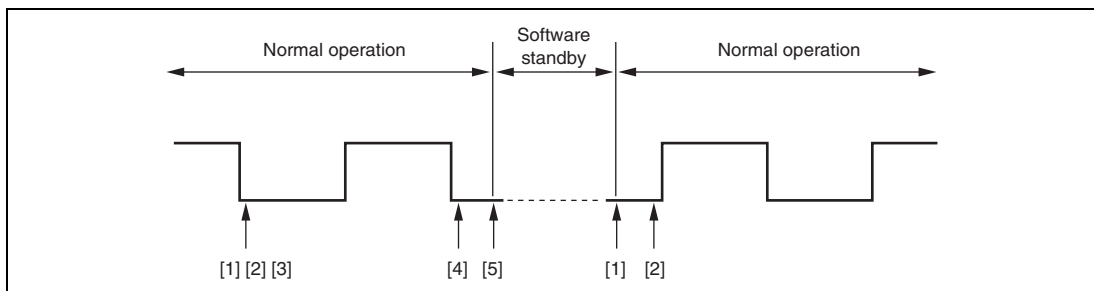 Software
standby
Normal operation
Normal operation
[1] [2] [3]
[4] [5]
[1] [2]